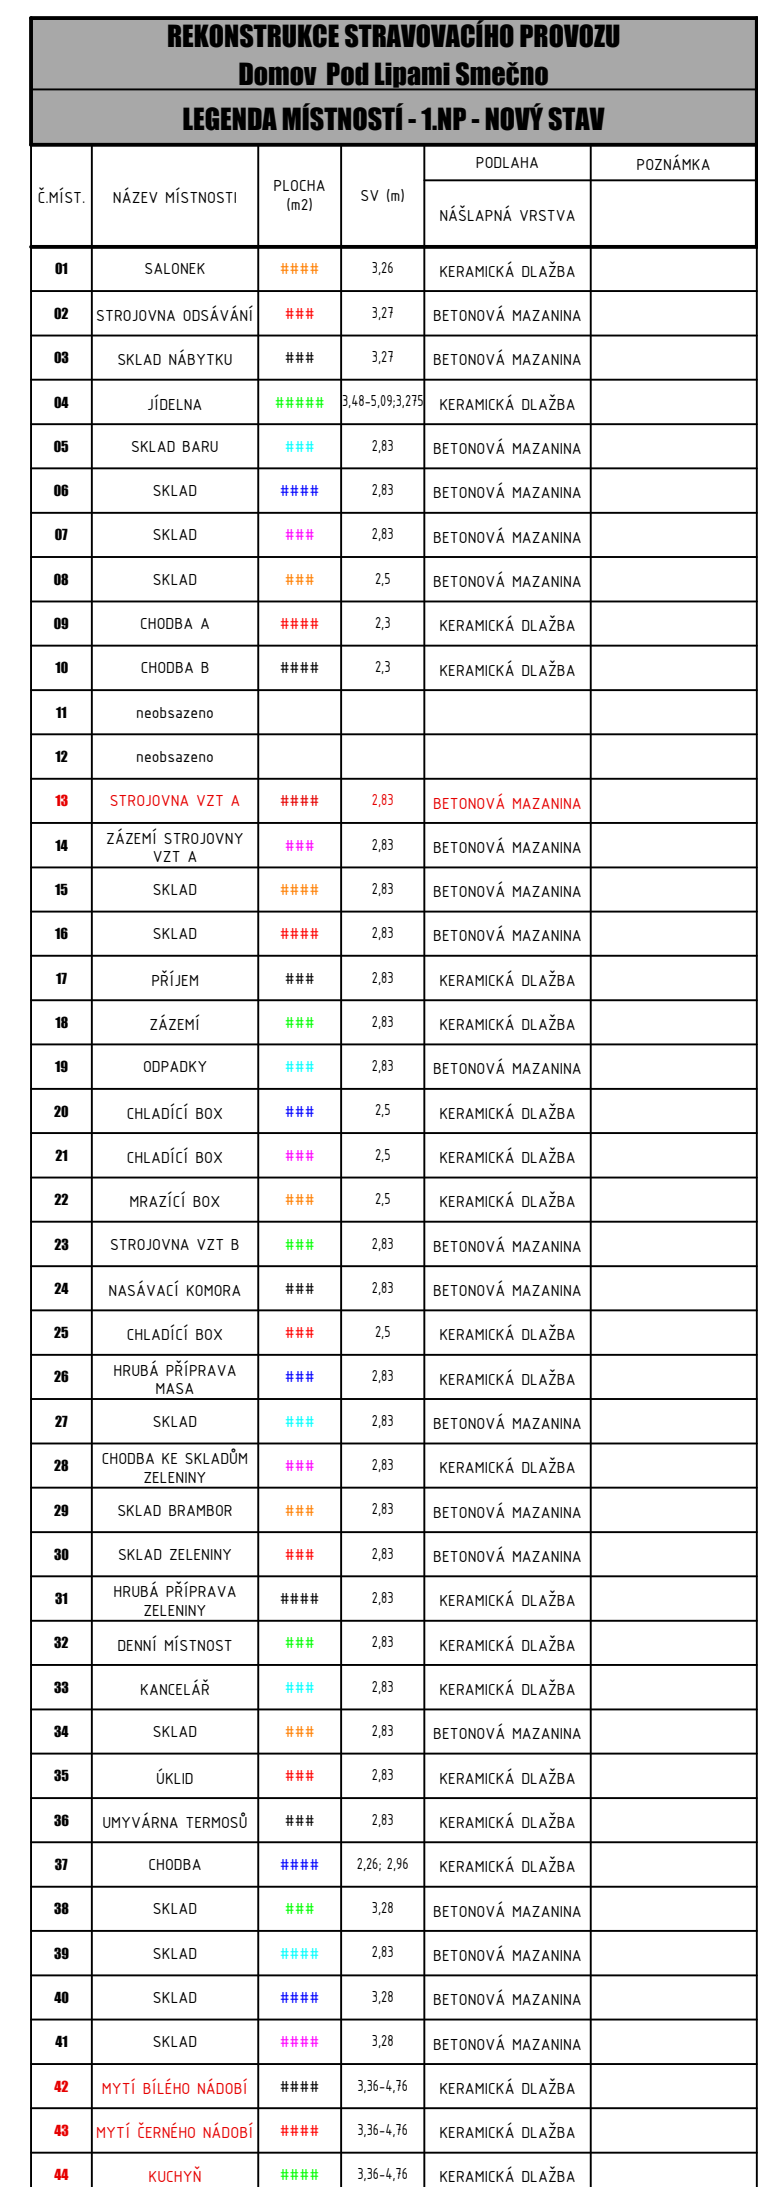 REKONSTRUKCE STRAVOVACÍHO PROVOZU
Domov Pod Lipami Smečno
LEGENDA MÍSTNOSTÍ - 1.NP - NOVÝ STAV
Č.MÍST. NÁZEV MÍSTNOSTI PLOCHA (m2) SV (m) PODLAHA POZNÁMKA
NÁŠLAPNÁ VRSTVA
01 SALONEK #### 3,26 KERAMICKÁ DLAŽBA
02 STROJOVNA ODSÁVÁNÍ ### 3,27 BETONOVÁ MAZANINA
03 SKLAD NÁBYTKU ### 3,27 BETONOVÁ MAZANINA
04 JÍDELNA ##### 3,48-5,09;3,275 KERAMICKÁ DLAŽBA
05 SKLAD BARU ### 2,83 BETONOVÁ MAZANINA
06 SKLAD #### 2,83 BETONOVÁ MAZANINA
07 SKLAD ### 2,83 BETONOVÁ MAZANINA
08 SKLAD ### 2,5 BETONOVÁ MAZANINA
09 CHODBA A #### 2,3 KERAMICKÁ DLAŽBA
10 CHODBA B #### 2,3 KERAMICKÁ DLAŽBA
11 neobsazeno
12 neobsazeno
13 STROJOVNA VZT A #### 2,83 BETONOVÁ MAZANINA
14 ZÁZEMÍ STROJOVNY VZT A ### 2,83 BETONOVÁ MAZANINA
15 SKLAD #### 2,83 BETONOVÁ MAZANINA
16 SKLAD #### 2,83 BETONOVÁ MAZANINA
17 PŘÍJEM ### 2,83 KERAMICKÁ DLAŽBA
18 ZÁZEMÍ ### 2,83 KERAMICKÁ DLAŽBA
19 ODPADKY ### 2,83 BETONOVÁ MAZANINA
20 CHLADÍCÍ BOX ### 2,5 KERAMICKÁ DLAŽBA
21 CHLADÍCÍ BOX ### 2,5 KERAMICKÁ DLAŽBA
22 MRAZÍCÍ BOX ### 2,5 KERAMICKÁ DLAŽBA
23 STROJOVNA VZT B ### 2,83 BETONOVÁ MAZANINA
24 NASÁVACÍ KOMORA ### 2,83 BETONOVÁ MAZANINA
25 CHLADÍCÍ BOX ### 2,5 KERAMICKÁ DLAŽBA
26 HRUBÁ PŘÍPRAVA MASA ### 2,83 KERAMICKÁ DLAŽBA
27 SKLAD ### 2,83 BETONOVÁ MAZANINA
28 CHODBA KE SKLADŮM ZELENINY ### 2,83 KERAMICKÁ DLAŽBA
29 SKLAD BRAMBOR ### 2,83 BETONOVÁ MAZANINA
30 SKLAD ZELENINY ### 2,83 BETONOVÁ MAZANINA
31 HRUBÁ PŘÍPRAVA ZELENINY #### 2,83 KERAMICKÁ DLAŽBA
32 DENNÍ MÍSTNOST ### 2,83 KERAMICKÁ DLAŽBA
33 KANCELÁŘ ### 2,83 KERAMICKÁ DLAŽBA
34 SKLAD ### 2,83 BETONOVÁ MAZANINA
35 ÚKLID ### 2,83 KERAMICKÁ DLAŽBA
36 UMYVÁRNA TERMOSŮ ### 2,83 KERAMICKÁ DLAŽBA
37 CHODBA #### 2,26; 2,96 KERAMICKÁ DLAŽBA
38 SKLAD ### 3,28 BETONOVÁ MAZANINA
39 SKLAD #### 2,83 BETONOVÁ MAZANINA
40 SKLAD #### 3,28 BETONOVÁ MAZANINA
41 SKLAD #### 3,28 BETONOVÁ MAZANINA
42 MYTÍ BÍLÉHO NÁDOBÍ #### 3,36-4,76 KERAMICKÁ DLAŽBA
43 MYTÍ ČERNÉHO NÁDOBÍ #### 3,36-4,76 KERAMICKÁ DLAŽBA
44 KUCHYŇ #### 3,36-4,76 KERAMICKÁ DLAŽBA